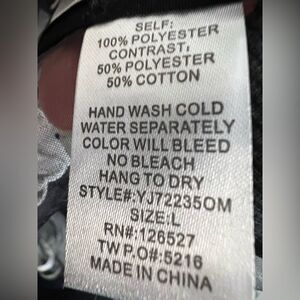 SELF:
100% POLYESTER
CONTRAST:
50% POLYESTER
50% COTTON
HAND WASH COLD
WATER SEPARATELY
COLOR WILL BLEED
NO BLEACH
HANG TO DRY
STYLE#:YJ72235OM
SIZE:L
RN#:126527
TW P.O#:5216
MADE IN CHINA